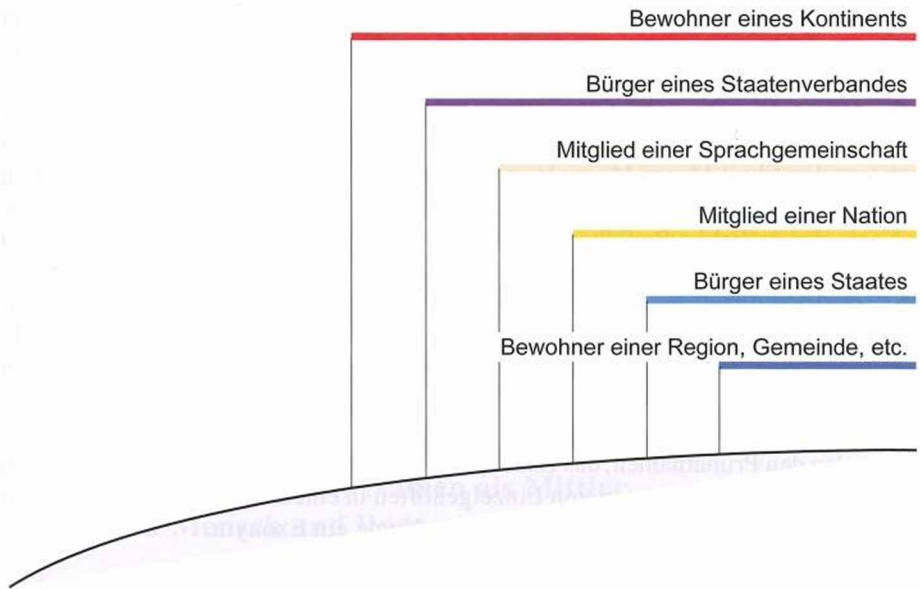 Bewohner eines Kontinents
Bürger eines Staatenverbandes
Mitglied einer Sprachgemeinschaft
Mitglied einer Nation
Bürger eines Staates
Bewohner einer Region, Gemeinde, etc.